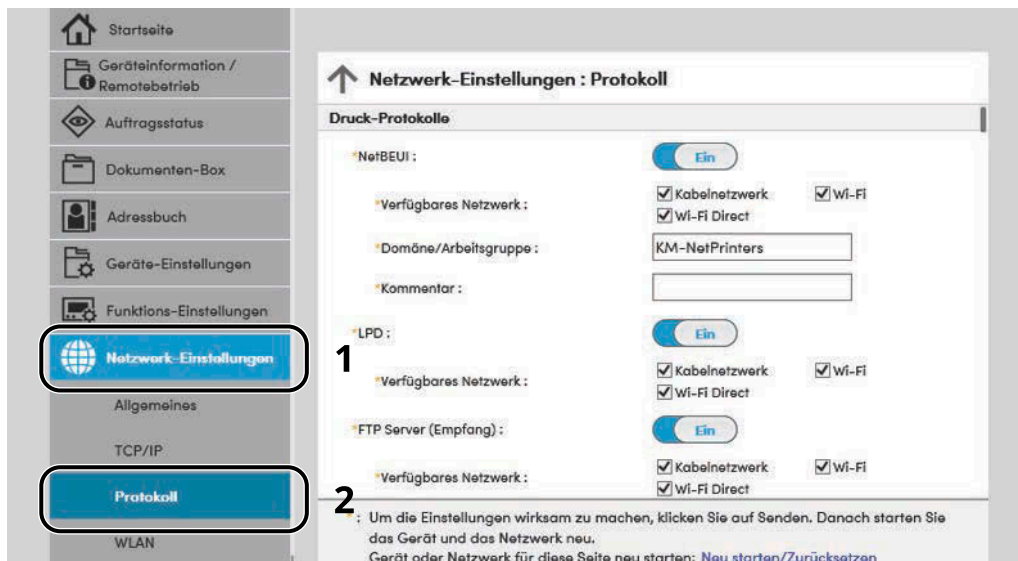 Startseite
Geräteinformation /
Remotebetrieb
Auftragsstatus
Dokumenten-Box
Adressbuch
Geräte-Einstellungen
Funktions-Einstellungen
Netzwerk-Einstellungen
1
Allgemeines
TCP/IP
Protokoll
2
WLAN
Netzwerk-Einstellungen : Protokoll
Druck-Protokolle
*NetBEUI :
Ein
*Verfügbares Netzwerk :
Kabelnetzwerk
Wi-Fi
Wi-Fi Direct
*Domäne/Arbeitsgruppe :
KM-NetPrinters
*Kommentar :
*LPD :
Ein
*Verfügbares Netzwerk :
Kabelnetzwerk
Wi-Fi
Wi-Fi Direct
*FTP Server (Empfang) :
Ein
*Verfügbares Netzwerk :
Kabelnetzwerk
Wi-Fi
Wi-Fi Direct
* : Um die Einstellungen wirksam zu machen, klicken Sie auf Senden. Danach starten Sie
das Gerät und das Netzwerk neu.
Gerät oder Netzwerk für diese Seite neu starten: Neu starten/Zurücksetzen